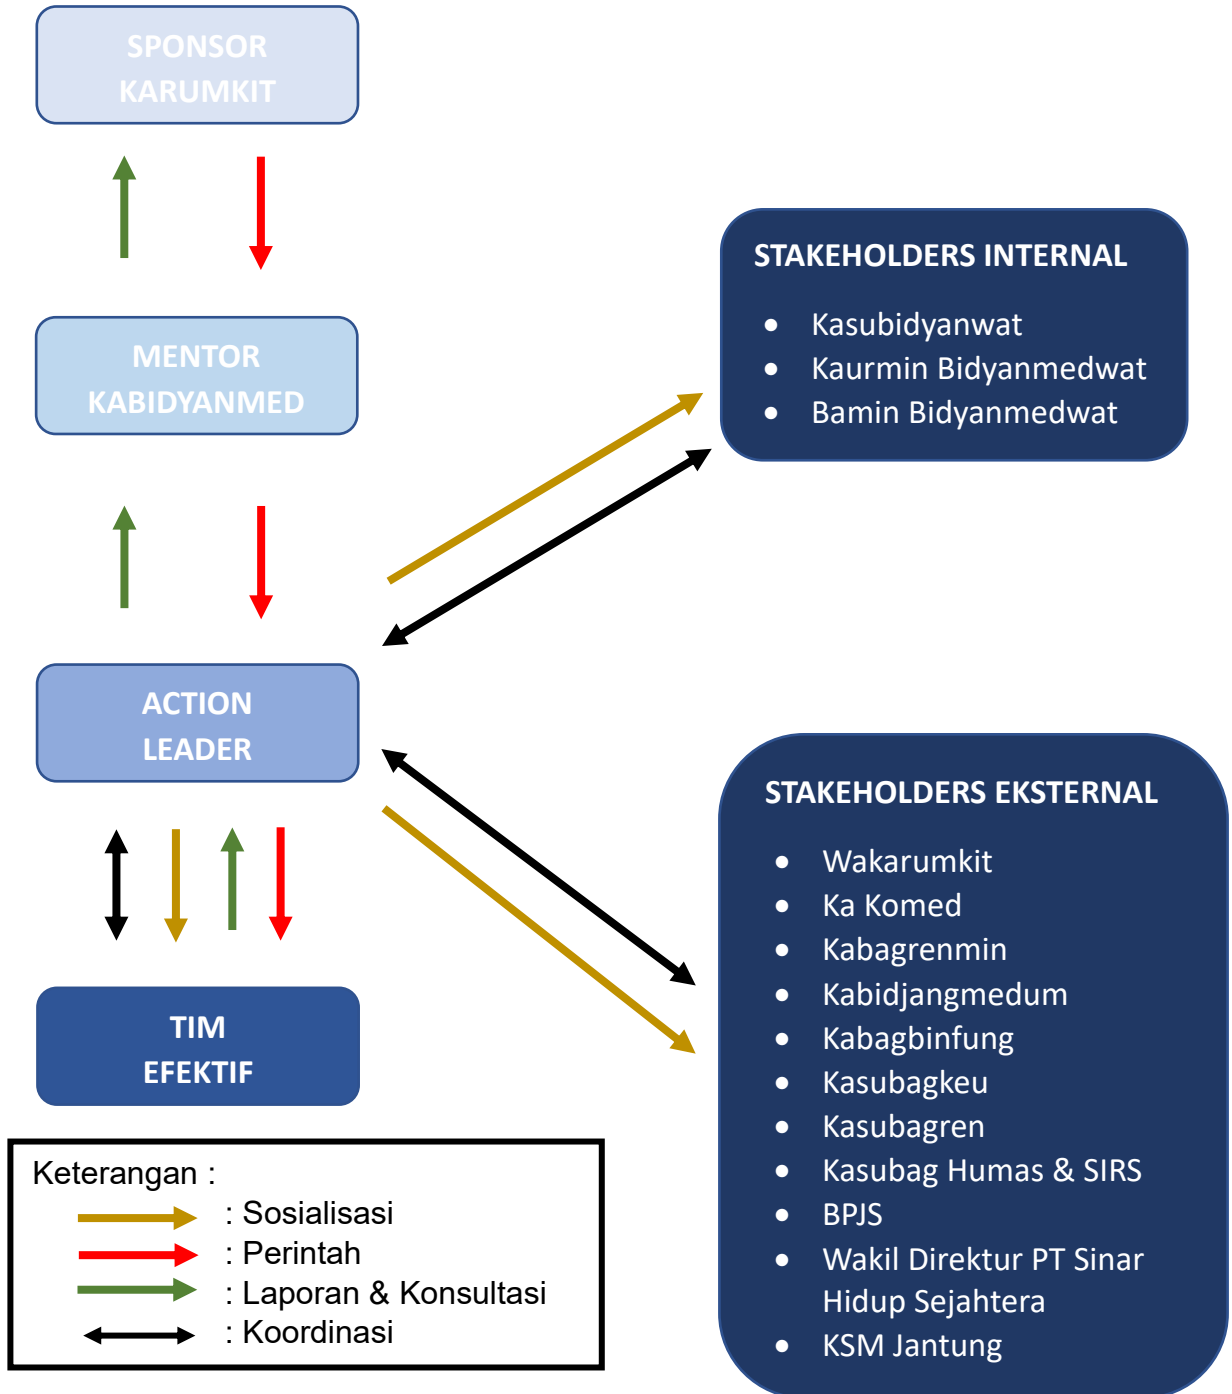 SPONSOR
KARUMKIT
MENTOR
KABIDYANMED
ACTION
LEADER
TIM
EFEKTIF
STAKEHOLDERS INTERNAL
• Kasubidyanwat
• Kaurmin Bidyanmedwat
• Bamin Bidyanmedwat
STAKEHOLDERS EKSTERNAL
• Wakarumkit
• Ka Komed
• Kabagrenmin
• Kabidjangmedum
• Kabagbinfung
• Kasubagkeu
• Kasubagren
• Kasubag Humas & SIRS
• BPJS
• Wakil Direktur PT Sinar
Hidup Sejahtera
• KSM Jantung
Keterangan :
: Sosialisasi
: Perintah
: Laporan & Konsultasi
: Koordinasi